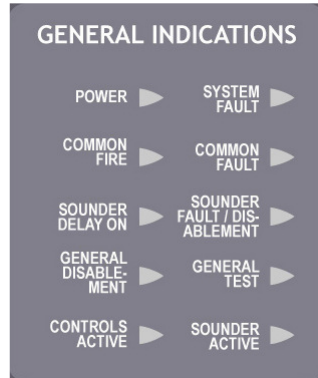 GENERAL INDICATIONS
POWER
SYSTEM
FAULT
COMMON
FIRE
COMMON
FAULT
SOUNDER
DELAY ON
SOUNDER
FAULT / DIS-
ABLEMENT
GENERAL
DISABLE-
MENT
GENERAL
TEST
CONTROLS
ACTIVE
SOUNDER
ACTIVE